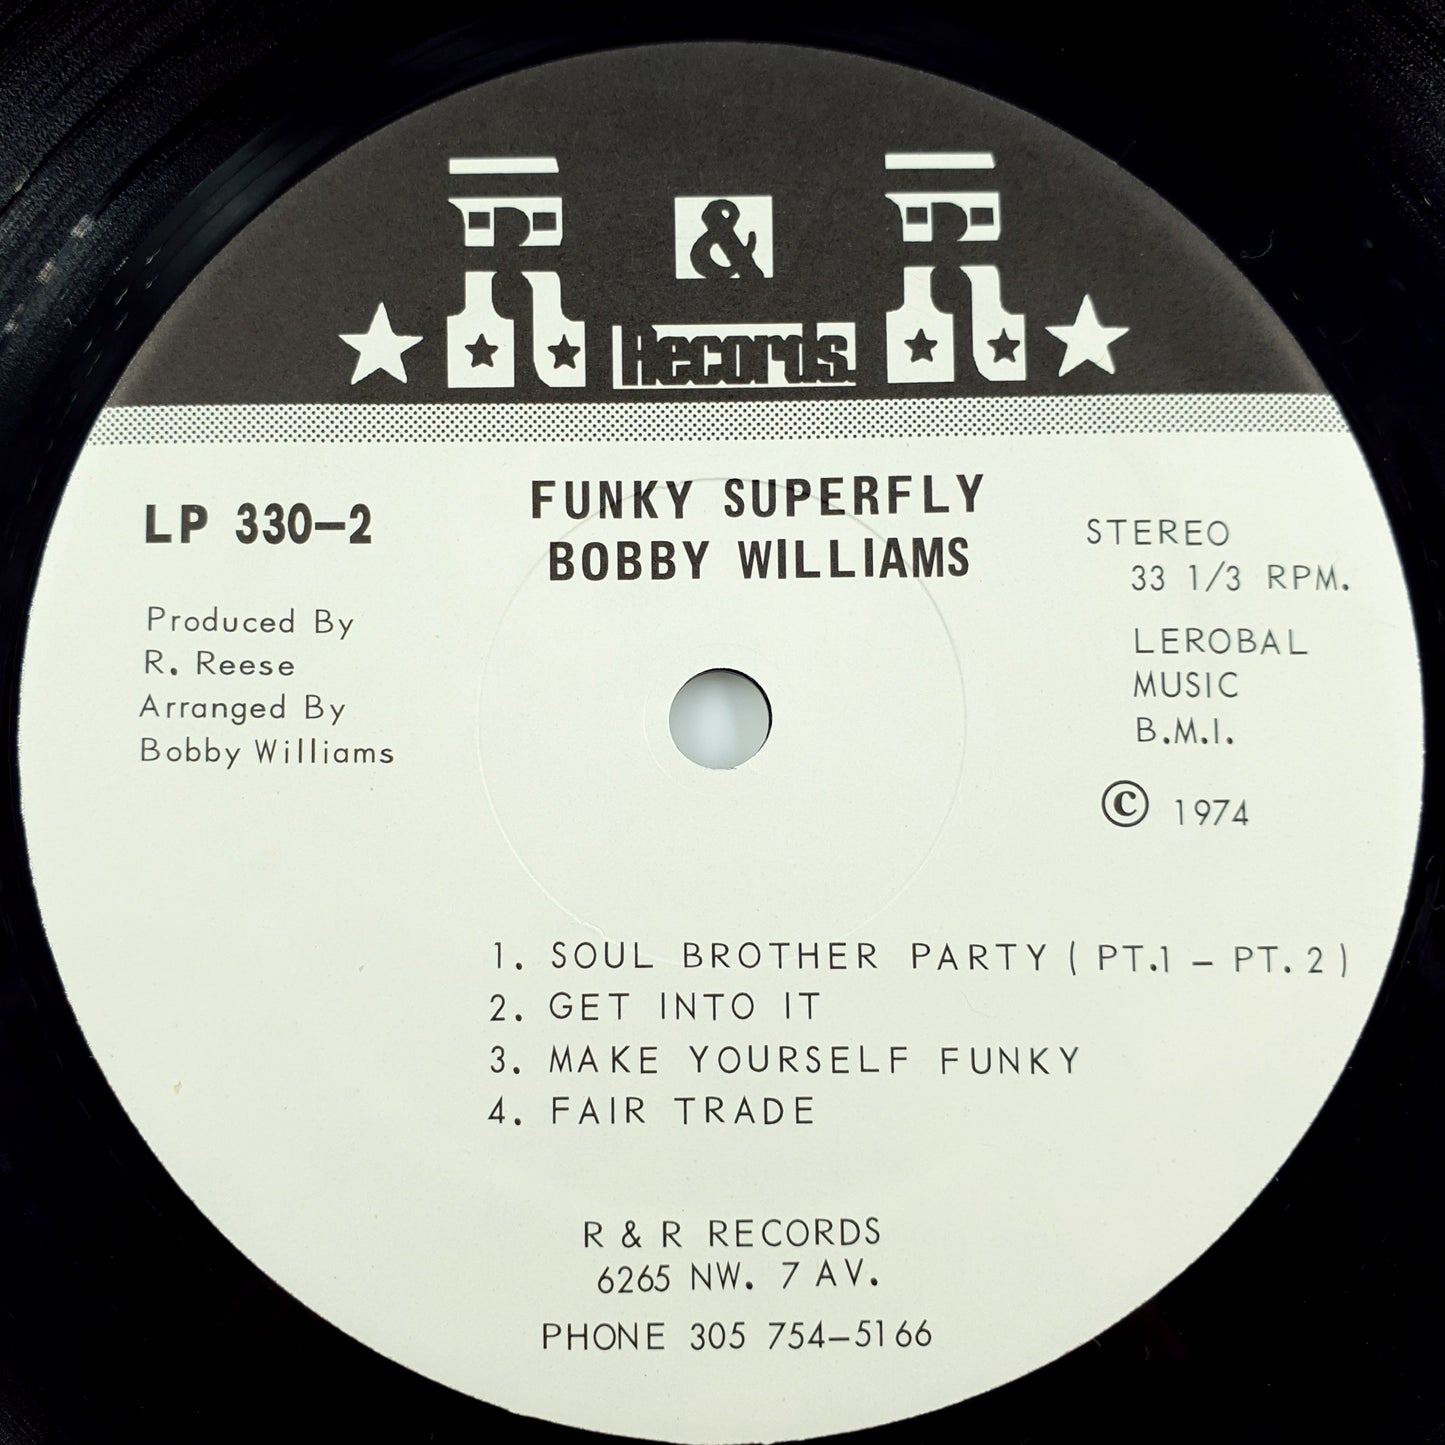 R & R
Records.
FUNKY SUPERFLY
BOBBY WILLIAMS
LP 330-2
Produced By
R. Reese
Arranged By
Bobby Williams
STEREO
33 1/3 RPM.
LEROBAL
MUSIC
B.M.I.
© 1974
1. SOUL BROTHER PARTY ( PT.1 - PT. 2 )
2. GET INTO IT
3. MAKE YOURSELF FUNKY
4. FAIR TRADE
R & R RECORDS
6265 NW. 7 AV.
PHONE 305 754-5166